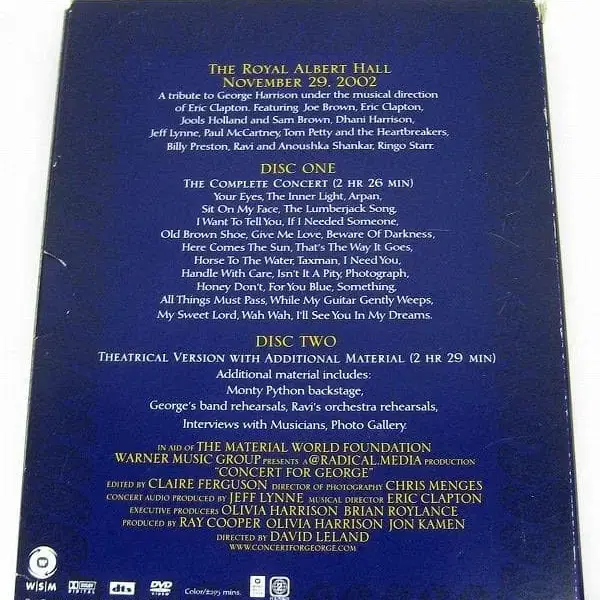 THE ROYAL ALBERT HALL
NOVEMBER 29, 2002
A tribute to George Harrison under the musical direction
of Eric Clapton. Featuring Joe Brown, Eric Clapton,
Jools Holland and Sam Brown, Dhani Harrison,
Jeff Lynne, Paul McCartney, Tom Petty and the Heartbreakers,
Billy Preston, Ravi and Anoushka Shankar, Ringo Starr.
DISC ONE
THE COMPLETE CONCERT (2 HR 26 MIN)
Your Eyes, The Inner Light, Arpan,
Sit On My Face, The Lumberjack Song,
I Want To Tell You, If I Needed Someone,
Old Brown Shoe, Give Me Love, Beware Of Darkness,
Here Comes The Sun, That's The Way It Goes,
Horse To The Water, Taxman, I Need You,
Handle With Care, Isn't It A Pity, Photograph,
Honey Don't, For You Blue, Something,
All Things Must Pass, While My Guitar Gently Weeps,
My Sweet Lord, Wah Wah, I'll See You In My Dreams.
DISC TWO
THEATRICAL VERSION WITH ADDITIONAL MATERIAL (2 HR 29 MIN)
Additional material includes:
Monty Python backstage,
George's band rehearsals, Ravi's orchestra rehearsals,
Interviews with Musicians, Photo Gallery.
IN AID OF THE MATERIAL WORLD FOUNDATION
WARNER MUSIC GROUP PRESENTS A @RADICAL.MEDIA PRODUCTION
"CONCERT FOR GEORGE"
EDITED BY CLAIRE FERGUSON DIRECTOR OF PHOTOGRAPHY CHRIS MENGES
CONCERT AUDIO PRODUCED BY JEFF LYNNE MUSICAL DIRECTOR ERIC CLAPTON
EXECUTIVE PRODUCERS OLIVIA HARRISON BRIAN ROYLANCE
PRODUCED BY RAY COOPER OLIVIA HARRISON JON KAMEN
DIRECTED BY DAVID LELAND
WWW.CONCERTFORGEORGE.COM
W|S|M DOLBY DIGITAL dts DVD VIDEO Color/±295 mins.